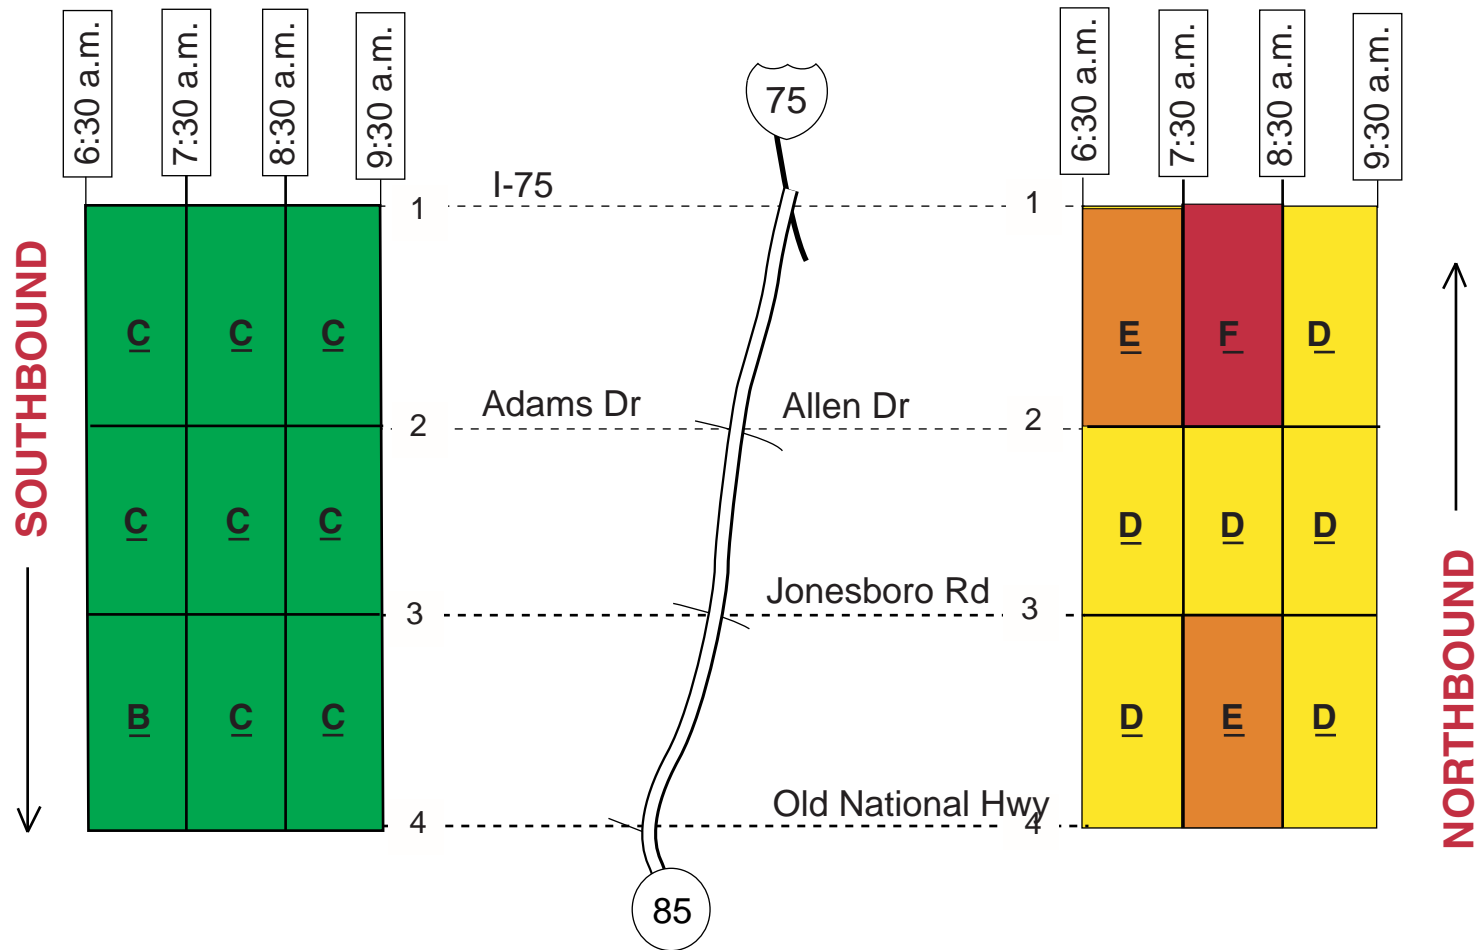 6:30 a.m.
7:30 a.m.
8:30 a.m.
9:30 a.m.
75
6:30 a.m.
7:30 a.m.
8:30 a.m.
9:30 a.m.
1
I-75
1
SOUTHBOUND
C C C
E F D
2
Adams Dr
Allen Dr
2
C C C
D D D
3
Jonesboro Rd
3
NORTHBOUND
B C C
D E D
4
Old National Hwy
4
85